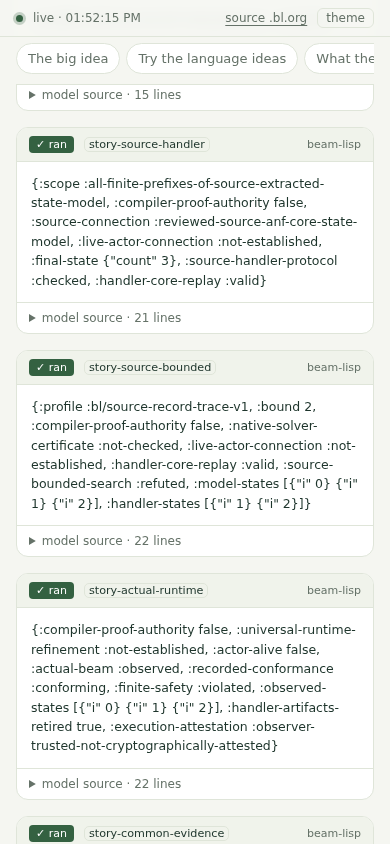 live · 01:52:15 PM
source .bl.org
theme
The big idea
Try the language ideas
What the
▶ model source · 15 lines
✓ ran
story-source-handler
beam-lisp
{:scope :all-finite-prefixes-of-source-extracted-
state-model, :compiler-proof-authority false,
:source-connection :reviewed-source-anf-core-state-
model, :live-actor-connection :not-established,
:final-state {"count" 3}, :source-handler-protocol
:checked, :handler-core-replay :valid}
▶ model source · 21 lines
✓ ran
story-source-bounded
beam-lisp
{:profile :bl/source-record-trace-v1, :bound 2,
:compiler-proof-authority false, :native-solver-
certificate :not-checked, :live-actor-connection :not-
established, :handler-core-replay :valid, :source-
bounded-search :refuted, :model-states [{"i" 0} {"i"
1} {"i" 2}], :handler-states [{"i" 1} {"i" 2}]}
▶ model source · 22 lines
✓ ran
story-actual-runtime
beam-lisp
{:compiler-proof-authority false, :universal-runtime-
refinement :not-established, :actor-alive false,
:actual-beam :observed, :recorded-conformance
:conforming, :finite-safety :violated, :observed-
states [{"i" 0} {"i" 1} {"i" 2}], :handler-artifacts-
retired true, :execution-attestation :observer-
trusted-not-cryptographically-attested}
▶ model source · 22 lines
✓ ran
story-common-evidence
beam-lisp